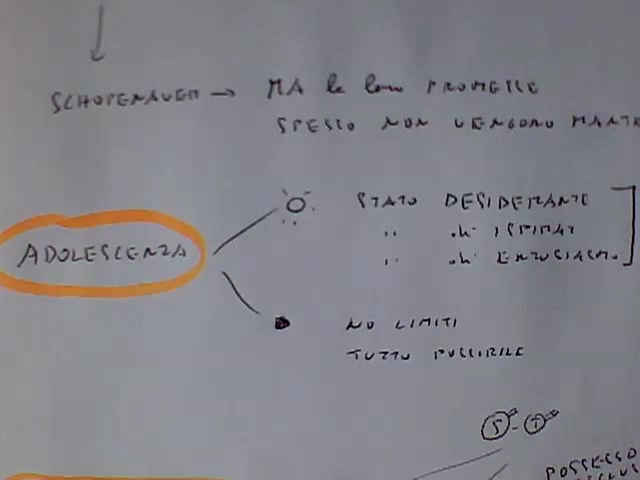 SCHOPENAUER → MA le loro PROMESSE
SPESSO NON VENGONO MANTE
STATO DESIDERANTE
" di ISPIRAT
" di ENTUSIASMO
ADOLESCENZA
NO LIMITI
TUTTO POSSIBILE
S - T
POSSESSO